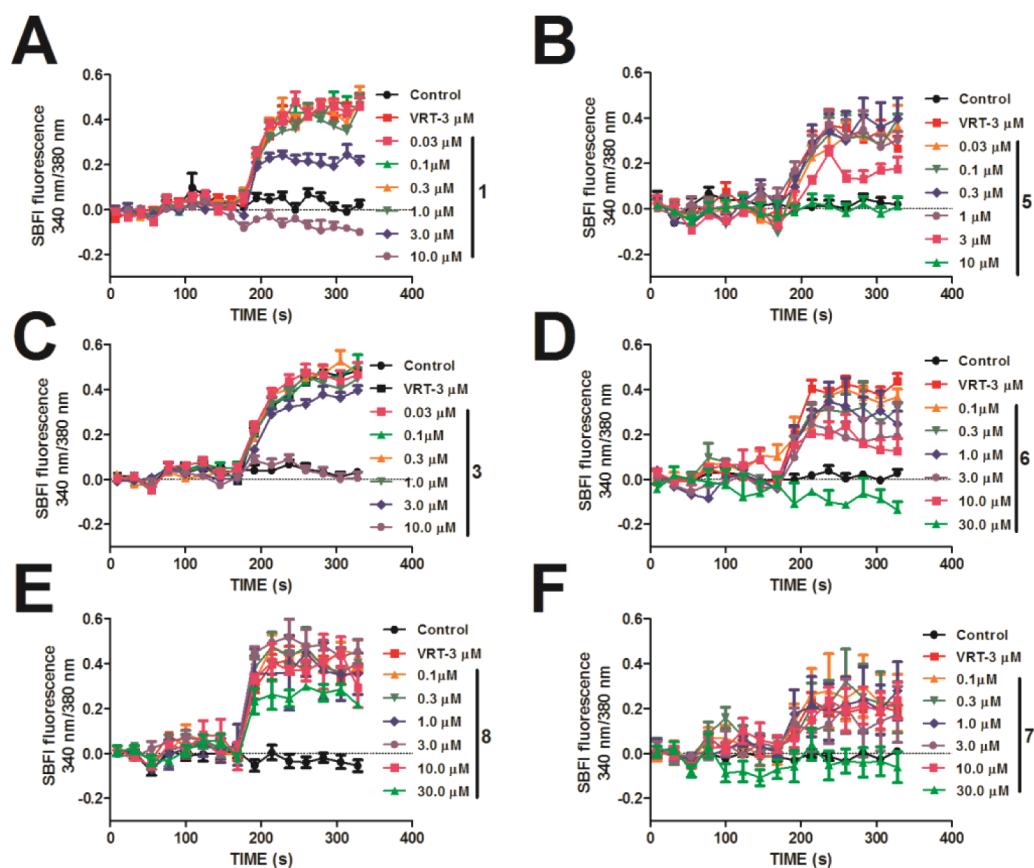 A
SBFI fluorescence
340 nm/380 nm
0.6
0.4
0.2
0.0
-0.2
0
100
200
300
400
TIME (s)
Control
VRT-3 µM
0.03 µM
0.1µM
0.3 µM
1.0 µM
3.0 µM
10.0 µM
1
B
SBFI fluorescence
340 nm/380 nm
0.6
0.4
0.2
0.0
-0.2
0
100
200
300
400
TIME (s)
Control
VRT-3 µM
0.03 µM
0.1 µM
0.3 µM
1 µM
3 µM
10 µM
5
C
SBFI fluorescence
340 nm/380 nm
0.6
0.4
0.2
0.0
-0.2
0
100
200
300
400
TIME (s)
Control
VRT-3 µM
0.03 µM
0.1µM
0.3 µM
1.0 µM
3.0 µM
10.0 µM
3
D
SBFI fluorescence
340 nm/380 nm
0.6
0.4
0.2
0.0
-0.2
0
100
200
300
400
TIME (s)
Control
VRT-3 µM
0.1µM
0.3 µM
1.0 µM
3.0 µM
10.0 µM
30.0 µM
6
E
SBFI fluorescence
340 nm/380 nm
0.6
0.4
0.2
0.0
-0.2
0
100
200
300
400
TIME (s)
Control
VRT-3 µM
0.1µM
0.3 µM
1.0 µM
3.0 µM
10.0 µM
30.0 µM
8
F
SBFI fluorescence
340 nm/380 nm
0.6
0.4
0.2
0.0
-0.2
0
100
200
300
400
TIME (s)
Control
VRT-3 µM
0.1µM
0.3 µM
1.0 µM
3.0 µM
10.0 µM
30.0 µM
7